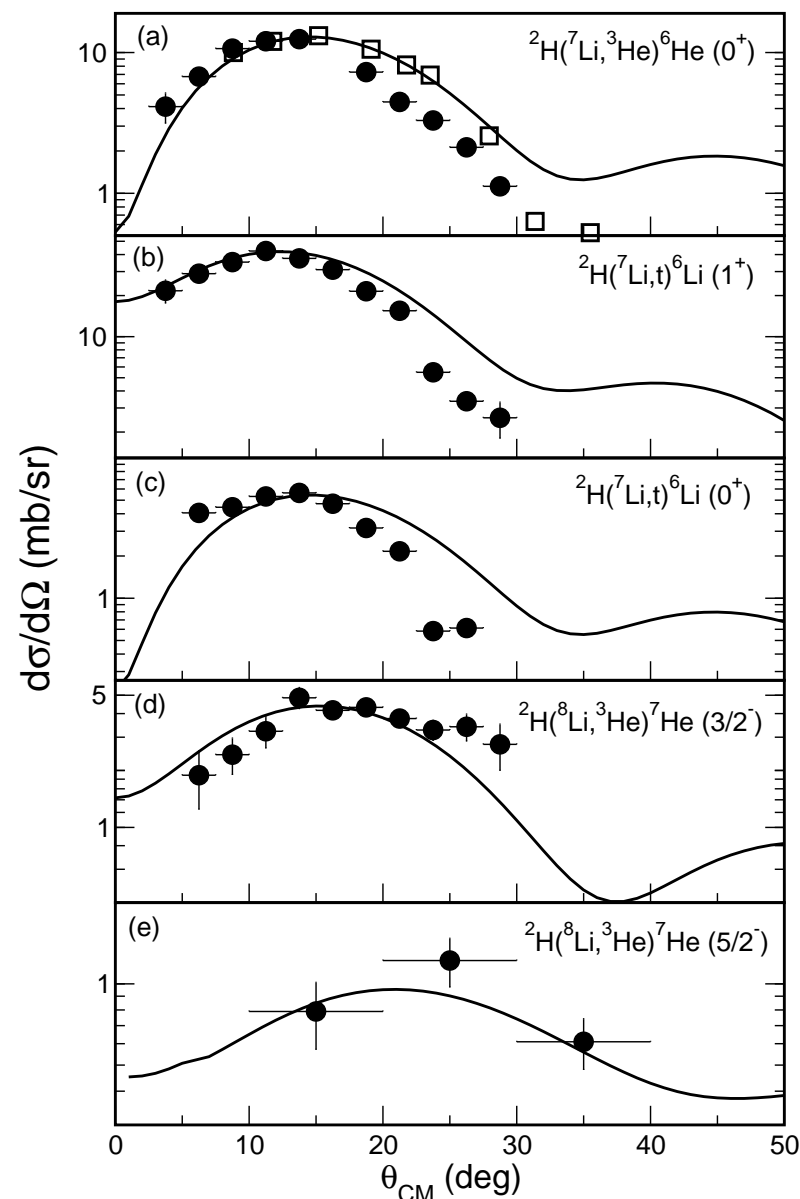 (a) ²H(⁷Li,³He)⁶He (0⁺)
10
1
(b) ²H(⁷Li,t)⁶Li (1⁺)
10
(c) ²H(⁷Li,t)⁶Li (0⁺)
1
dσ/dΩ (mb/sr)
5
(d) ²H(⁸Li,³He)⁷He (3/2⁻)
1
(e) ²H(⁸Li,³He)⁷He (5/2⁻)
1
0 10 20 30 40 50
θ_CM (deg)